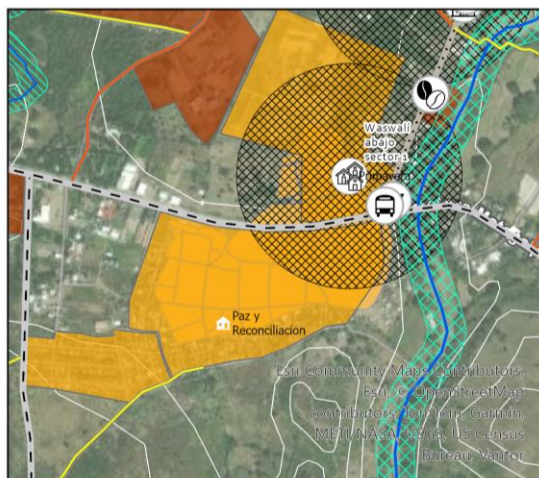 Waswali
abajo
sector 1
Primavera
Paz y
Reconciliacion
Esri Community Maps Contributors,
Esri, © OpenStreetMap
contributors, TomTom, Garmin,
METI/NASA, USGS, US Census
Bureau, Vantor